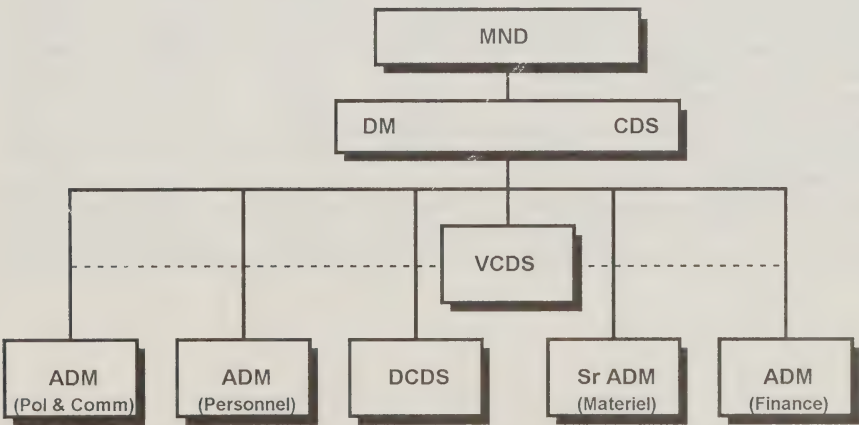 MND
DM CDS
VCDS
ADM
(Pol & Comm)
ADM
(Personnel)
DCDS
Sr ADM
(Materiel)
ADM
(Finance)